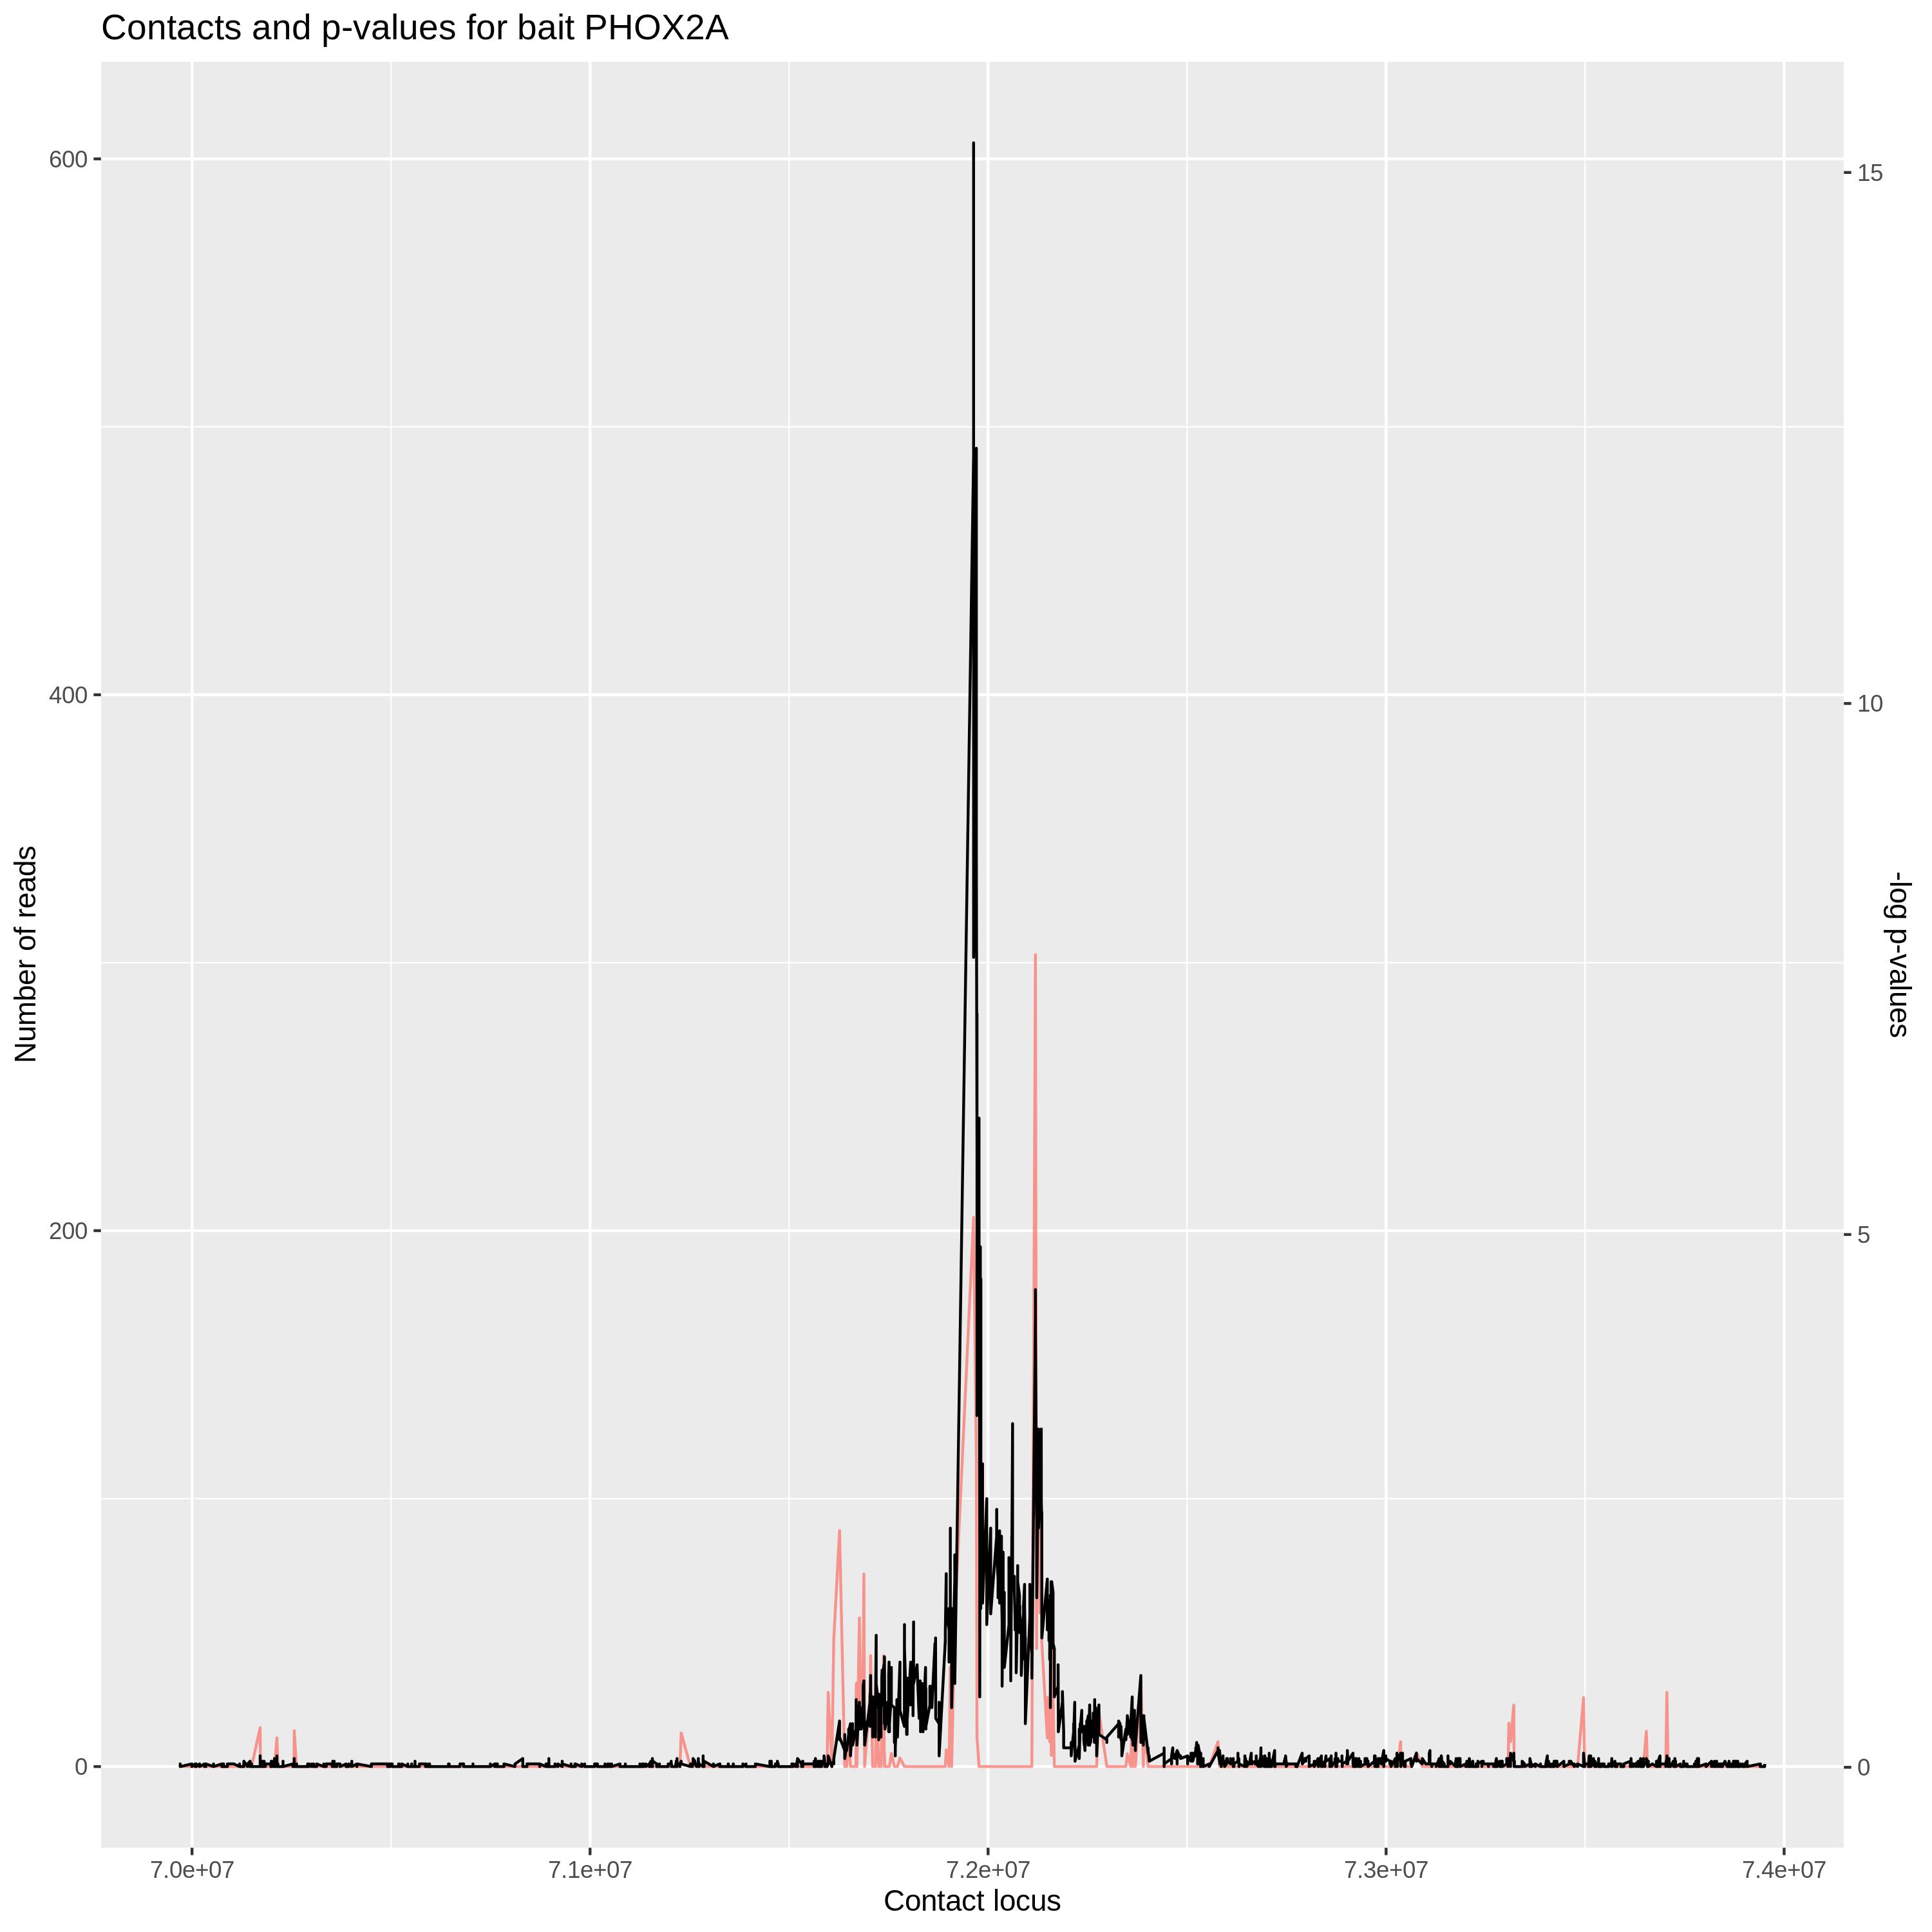 Contacts and p-values for bait PHOX2A
600
400
200
0
Number of reads
15
10
5
0
-log p-values
7.0e+07 7.1e+07 7.2e+07 7.3e+07 7.4e+07
Contact locus